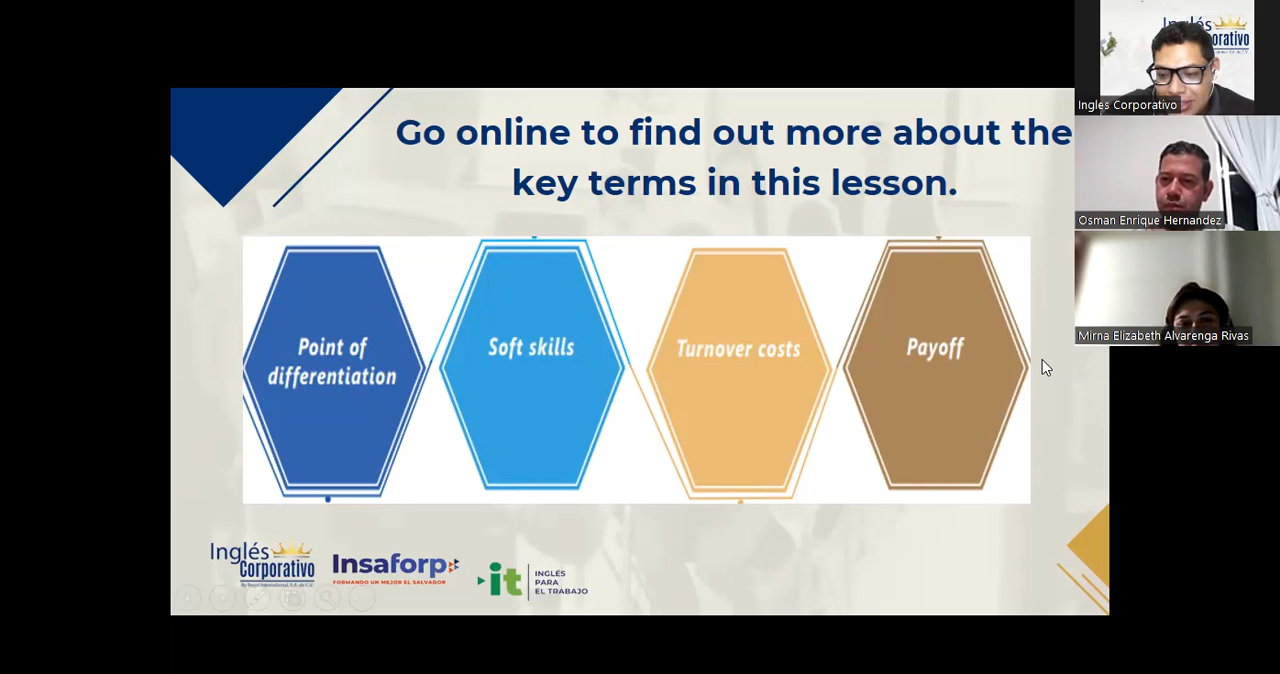 Go online to find out more about the
key terms in this lesson.
Point of
differentiation
Soft skills
Turnover costs
Payoff
Inglés
Corporativo
Insaforp
FORMANDO UN MEJOR EL SALVADOR
it
INGLÉS
PARA
EL TRABAJO
Inglés
orativo
Ingles Corporativo
Osman Enrique Hernandez
Mirna Elizabeth Alvarenga Rivas